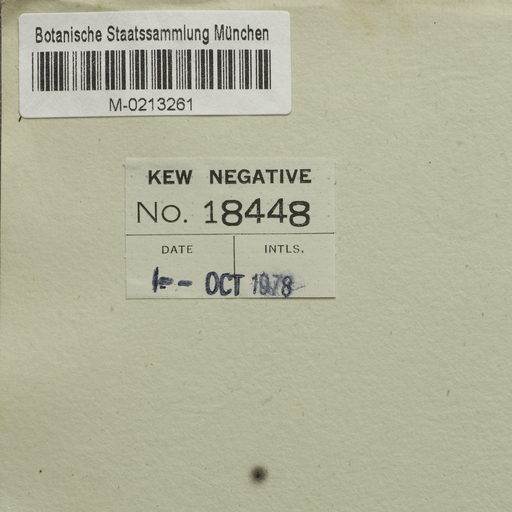 Botanische Staatssammlung München
M-0213261
KEW NEGATIVE
No. 18448
DATE INTLS.
OCT 1978